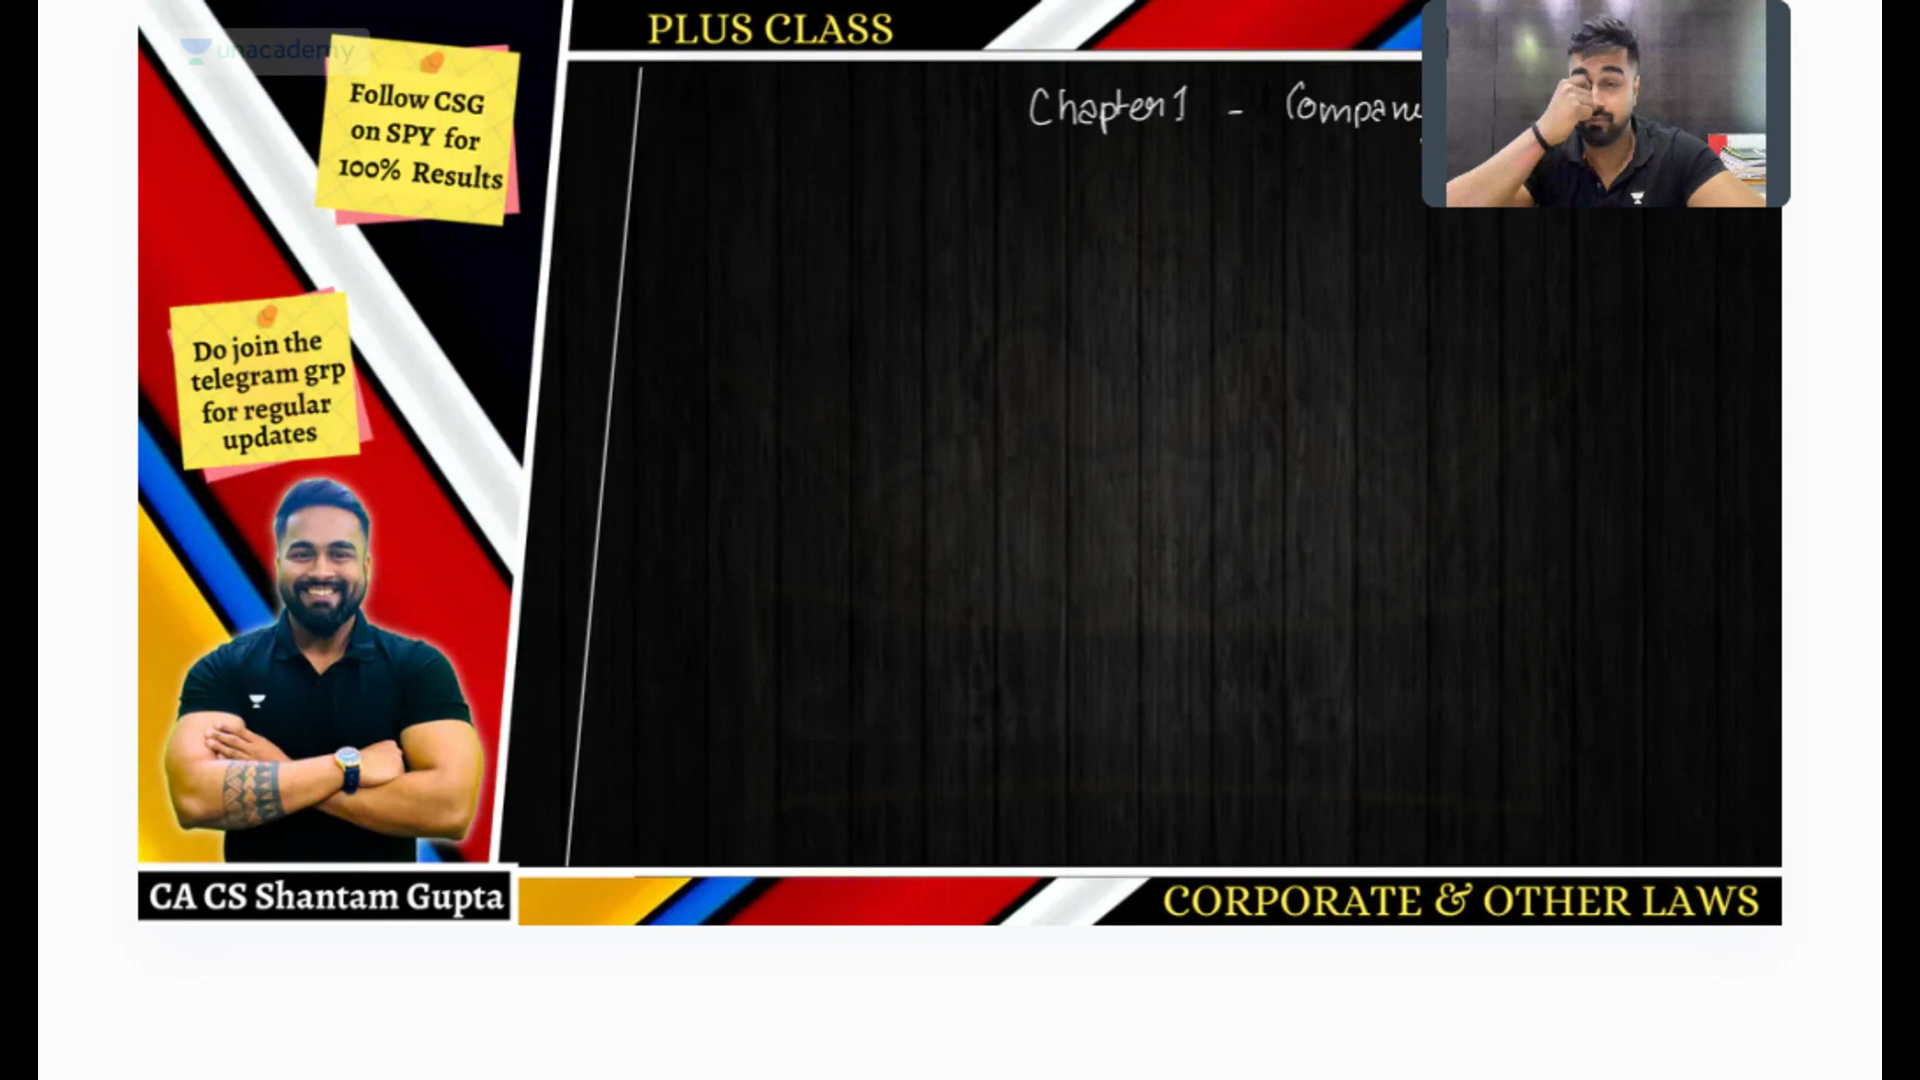 PLUS CLASS
unacademy
Follow CSG
on SPY for
100% Results
Chapter 1 -
Do join the
telegram grp
for regular
updates
CA CS Shantam Gupta
CORPORATE & OTHER LAWS